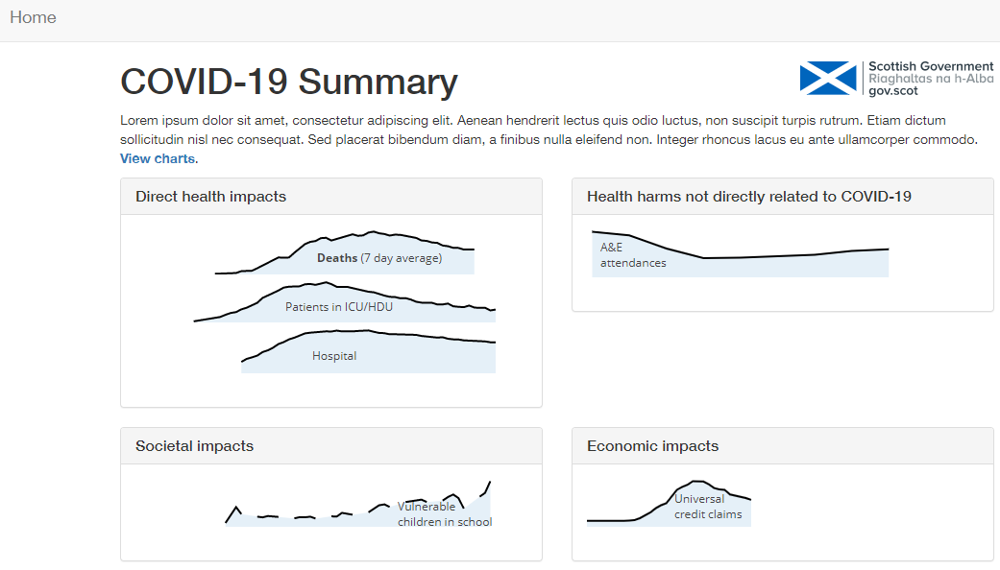 Home
COVID-19 Summary
Scottish Government
Riaghaltas na h-Alba
gov.scot
Lorem ipsum dolor sit amet, consectetur adipiscing elit. Aenean hendrerit lectus quis odio luctus, non suscipit turpis rutrum. Etiam dictum
sollicitudin nisl nec consequat. Sed placerat bibendum diam, a finibus nulla eleifend non. Integer rhoncus lacus eu ante ullamcorper commodo.
View charts.
Direct health impacts
Deaths (7 day average)
Patients in ICU/HDU
Hospital
Health harms not directly related to COVID-19
A&E
attendances
Societal impacts
Vulnerable
children in school
Economic impacts
Universal
credit claims